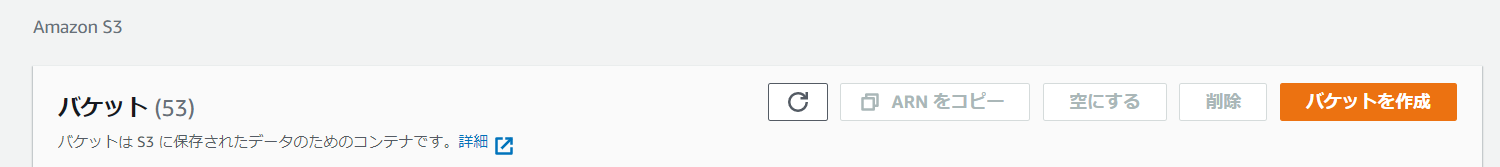 Amazon S3
バケット (53)
ARN をコピー
空にする
削除
バケットを作成
バケットは S3 に保存されたデータのためのコンテナです。詳細